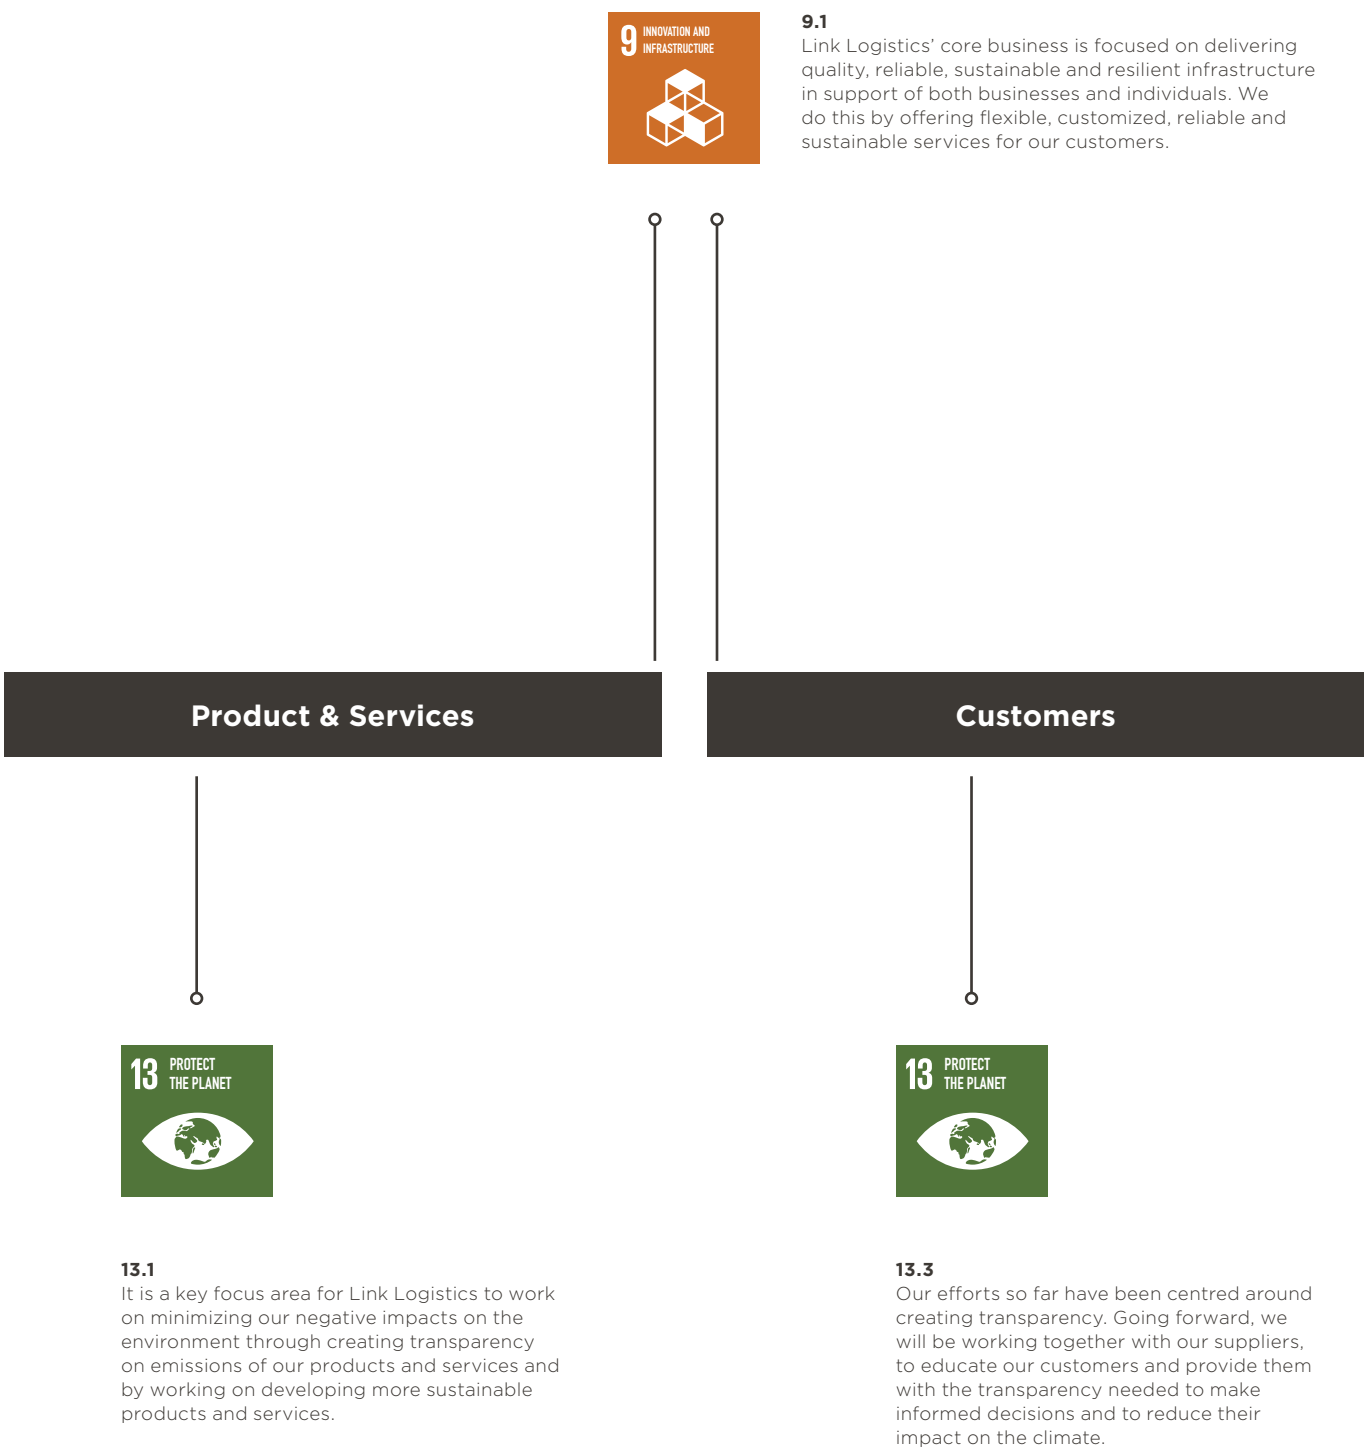 9 INNOVATION AND
INFRASTRUCTURE
9.1
Link Logistics’ core business is focused on delivering
quality, reliable, sustainable and resilient infrastructure
in support of both businesses and individuals. We
do this by offering flexible, customized, reliable and
sustainable services for our customers.
Product & Services
Customers
13 PROTECT
THE PLANET
13.1
It is a key focus area for Link Logistics to work
on minimizing our negative impacts on the
environment through creating transparency
on emissions of our products and services and
by working on developing more sustainable
products and services.
13 PROTECT
THE PLANET
13.3
Our efforts so far have been centred around
creating transparency. Going forward, we
will be working together with our suppliers,
to educate our customers and provide them
with the transparency needed to make
informed decisions and to reduce their
impact on the climate.